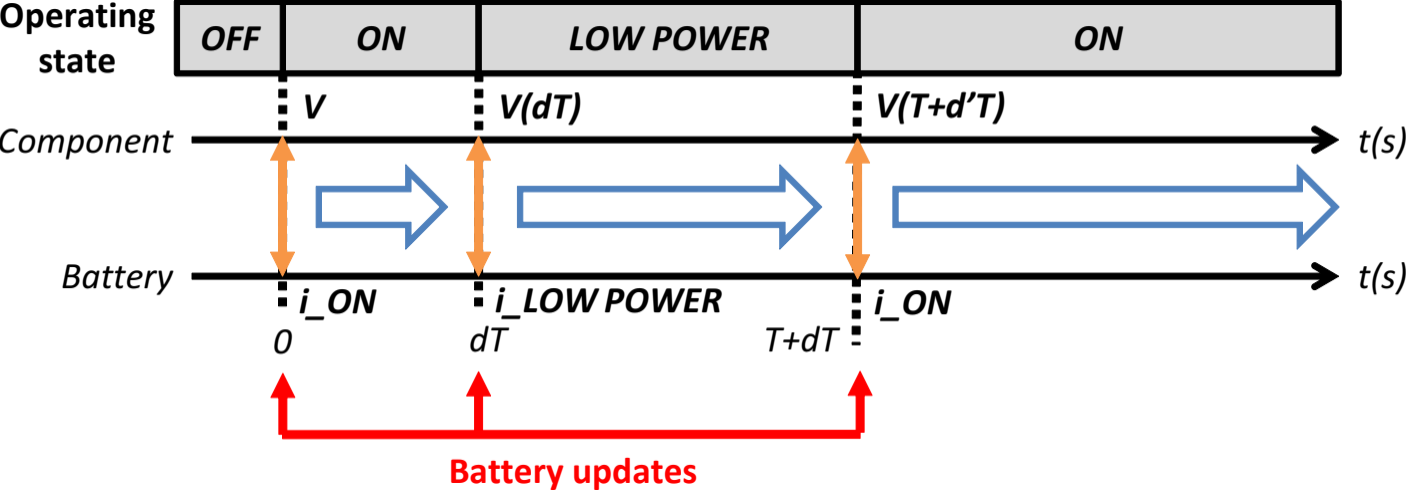 Operating
state
OFF ON LOW POWER ON
V V(dT) V(T+d’T)
Component t(s)
Battery t(s)
i_ON i_LOW POWER i_ON
0 dT T+dT
Battery updates